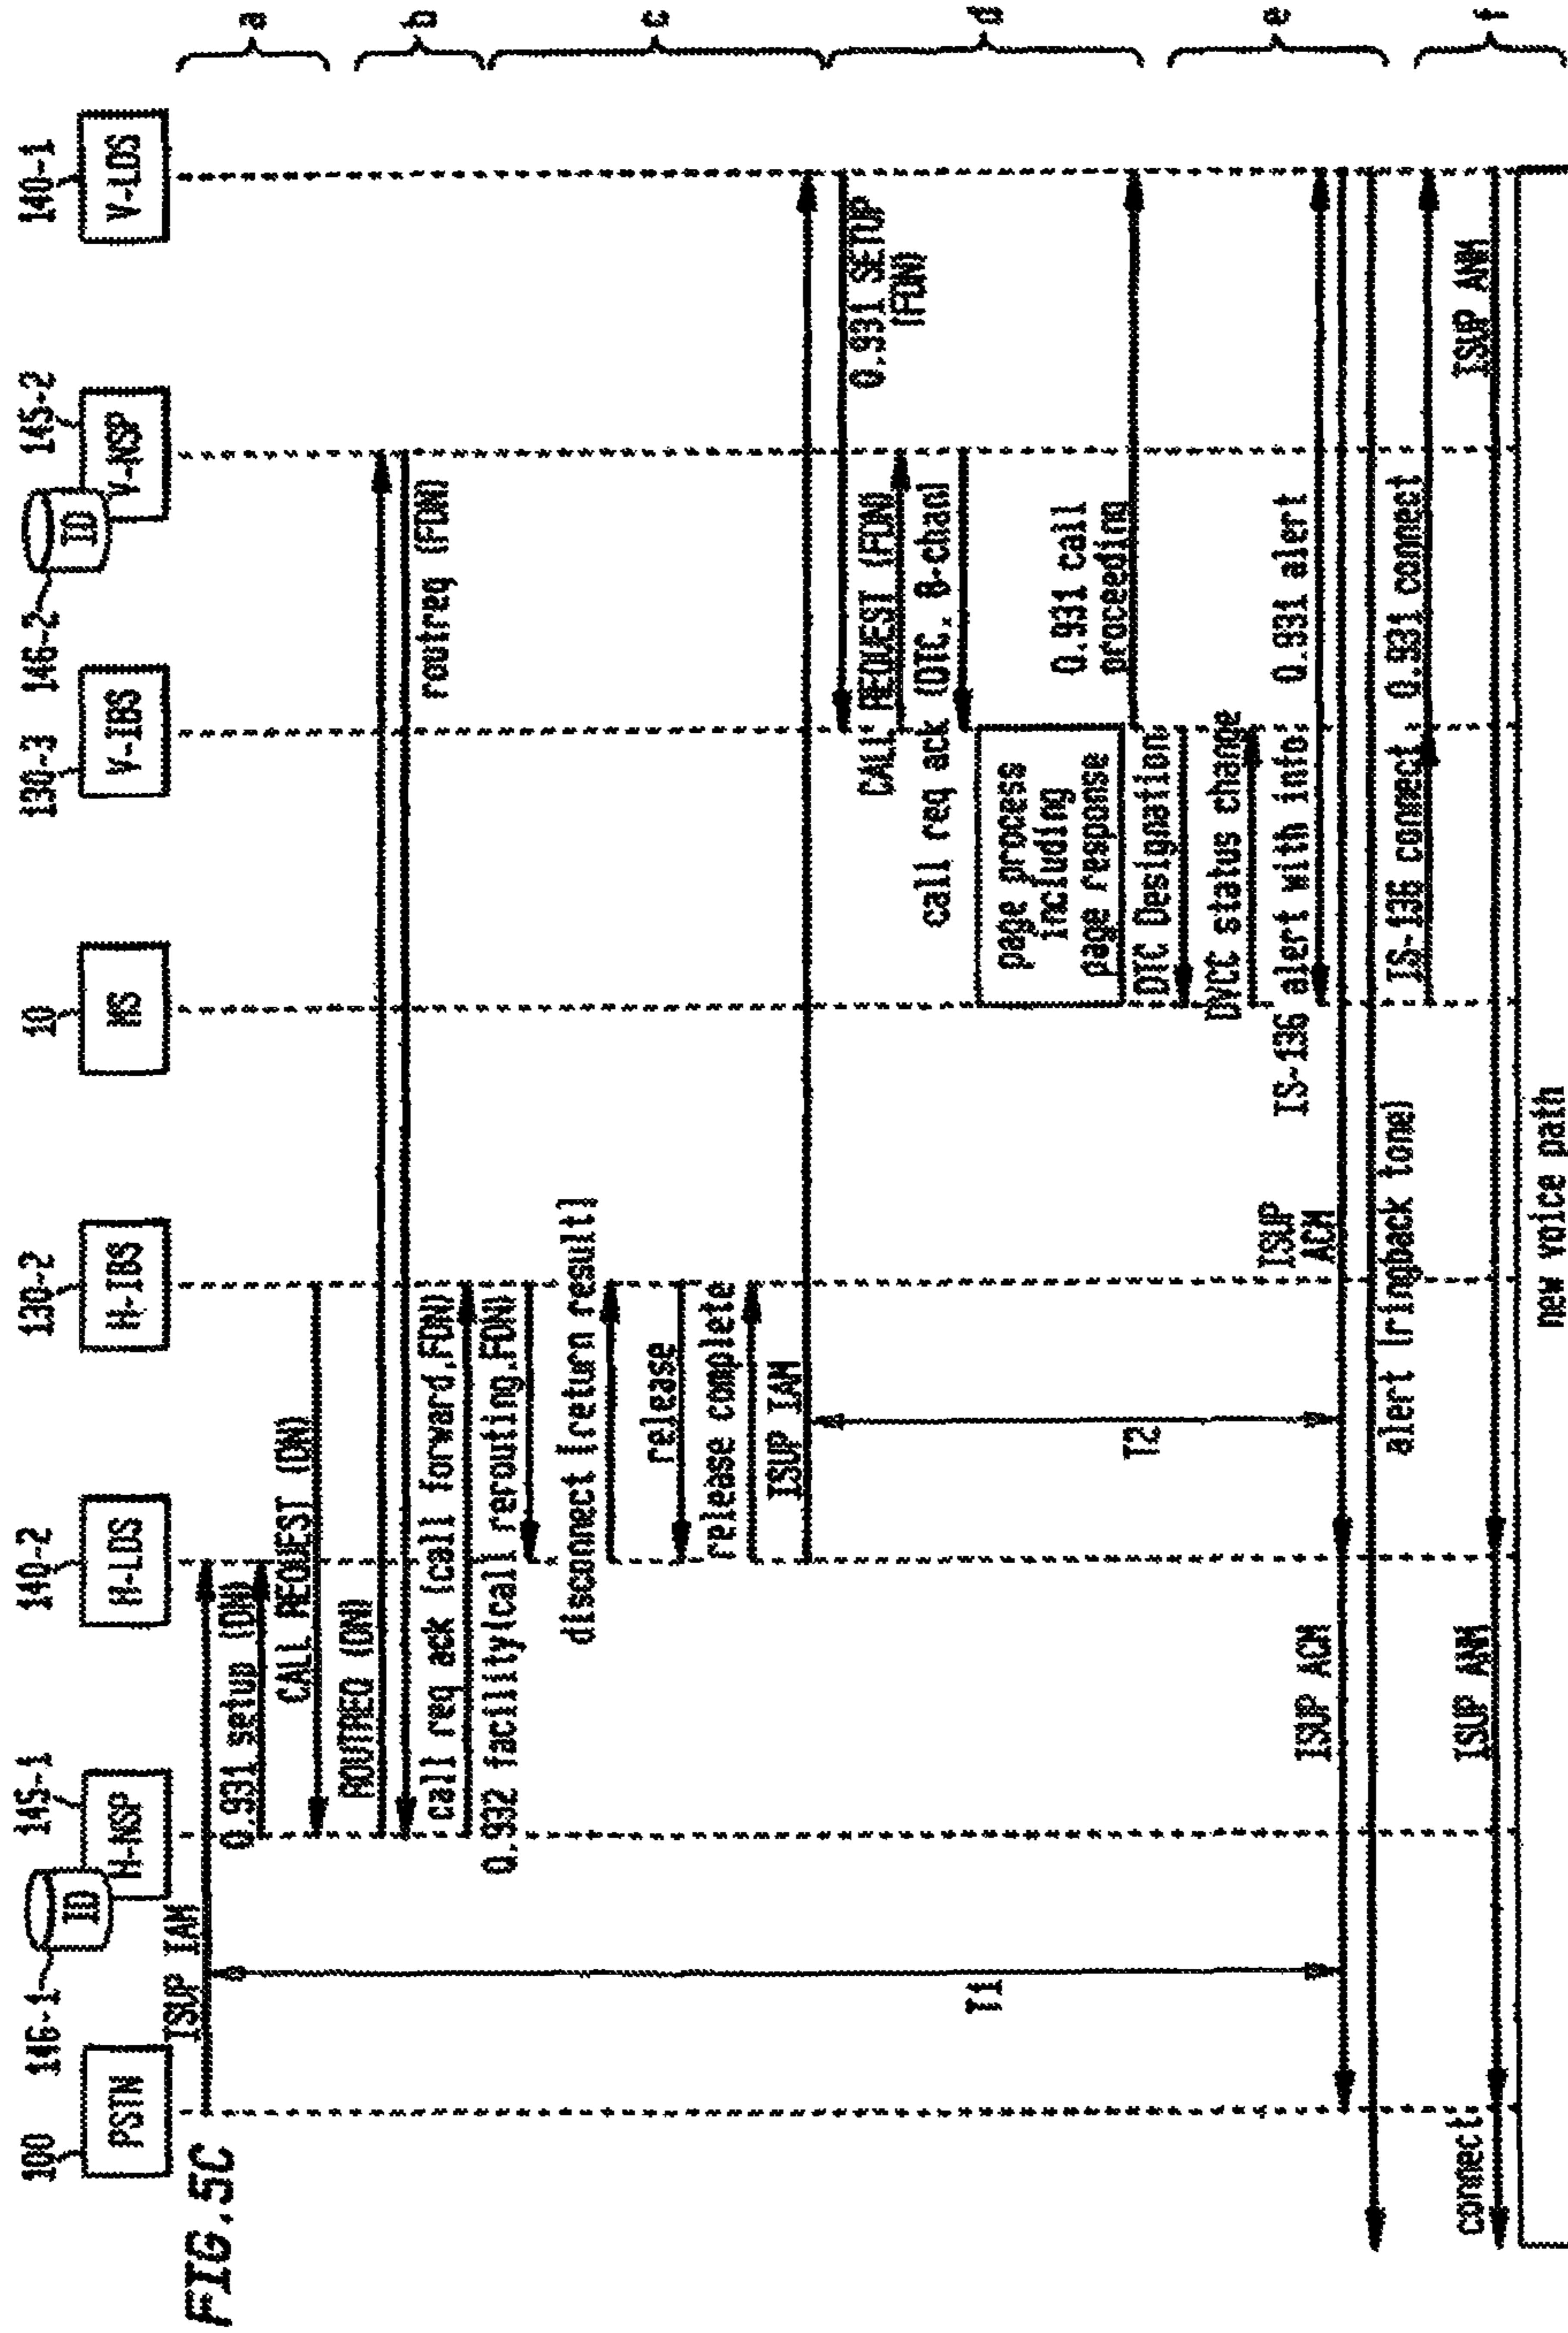 FIG.5C
100
PSTN
146-1
ID
145-1
H-NSP
140-2
H-LDS
130-2
H-IBS
10
MS
130-3
V-IBS
146-2
ID
145-2
V-NSP
140-1
V-LDS
ISUP IAM
Q.931 setup (DN)
CALL REQUEST (DN)
a
ROUTREQ (DN)
routreq (FDN)
call req ack (call forward,FDN)
b
Q.932 facility(call rerouting,FDN)
disconnect [return result]
release
release complete
ISUP IAM
c
Q.931 SETUP
(FDN)
CALL REQUEST (FDN)
call req ack (DTC, B-chan)
page process
including
page response
Q.931 call
proceeding
d
T1
T2
DTC Designation
DVCC status change
IS-136 alert with info.
Q.931 alert
ISUP
ACM
ISUP ACM
alert (ringback tone)
e
IS-136 connect
Q.931 connect
ISUP ANM
ISUP ANM
connect
f
new voice path